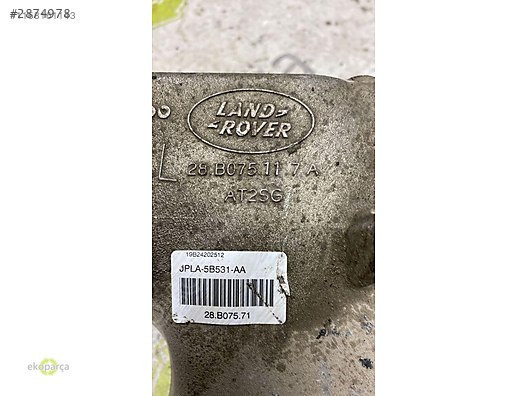 #2874978
LAND-
-ROVER
L
28.B075.11.7 A
AT2SG
19B24202512
JPLA-5B531-AA
28.B075.71
ekoparça